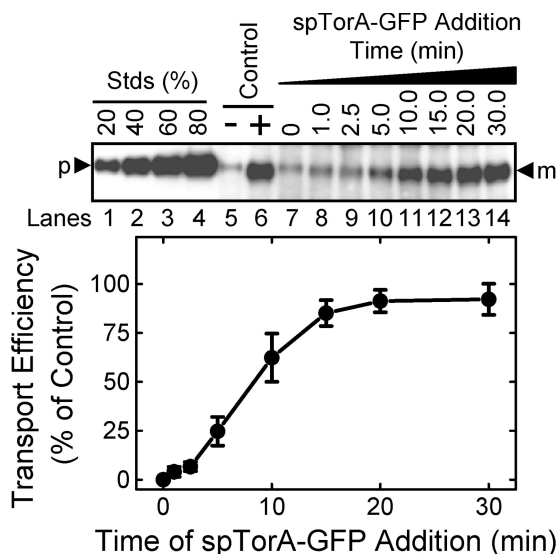 spTorA-GFP Addition
Time (min)
Stds (%)
Control
20 40 60 80 - + 0 1.0 2.5 5.0 10.0 15.0 20.0 30.0
p m
Lanes 1 2 3 4 5 6 7 8 9 10 11 12 13 14
Transport Efficiency
(% of Control)
100
75
50
25
0
0 10 20 30
Time of spTorA-GFP Addition (min)